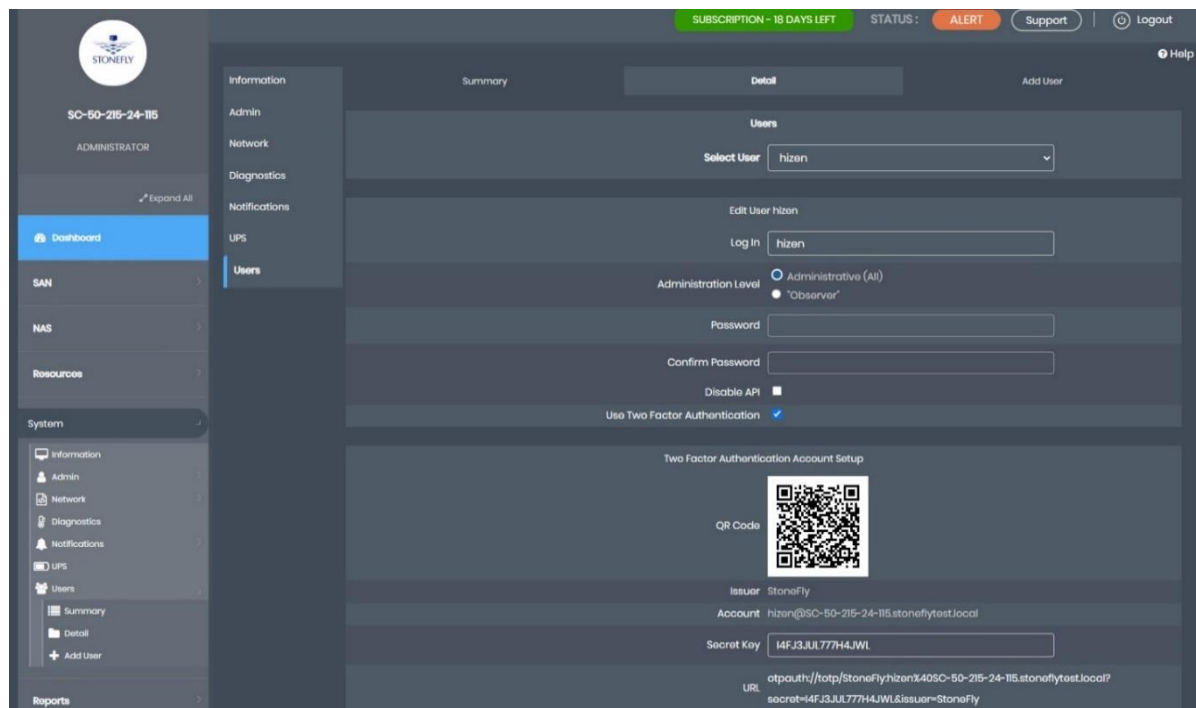 SUBSCRIPTION - 18 DAYS LEFT
STATUS :
ALERT
Support
Logout
STONEFLY
SC-50-215-24-115
ADMINISTRATOR
Expand All
Dashboard
SAN
NAS
Resources
System
Information
Admin
Network
Diagnostics
Notifications
UPS
Users
Summary
Detail
Add User
Reports
Information
Admin
Network
Diagnostics
Notifications
UPS
Users
Help
Summary
Detail
Add User
Users
Select User hizen
Edit User hizen
Log In hizen
Administration Level Administrative (All)
"Observer"
Password
Confirm Password
Disable API
Use Two Factor Authentication
Two Factor Authentication Account Setup
QR Code
Issuer StoneFly
Account hizen@SC-50-215-24-115.stoneflytest.local
Secret Key I4FJ3JUL777H4JWL
URL otpauth://totp/StoneFly:hizen%40SC-50-215-24-115.stoneflytest.local?
secret=I4FJ3JUL777H4JWL&issuer=StoneFly